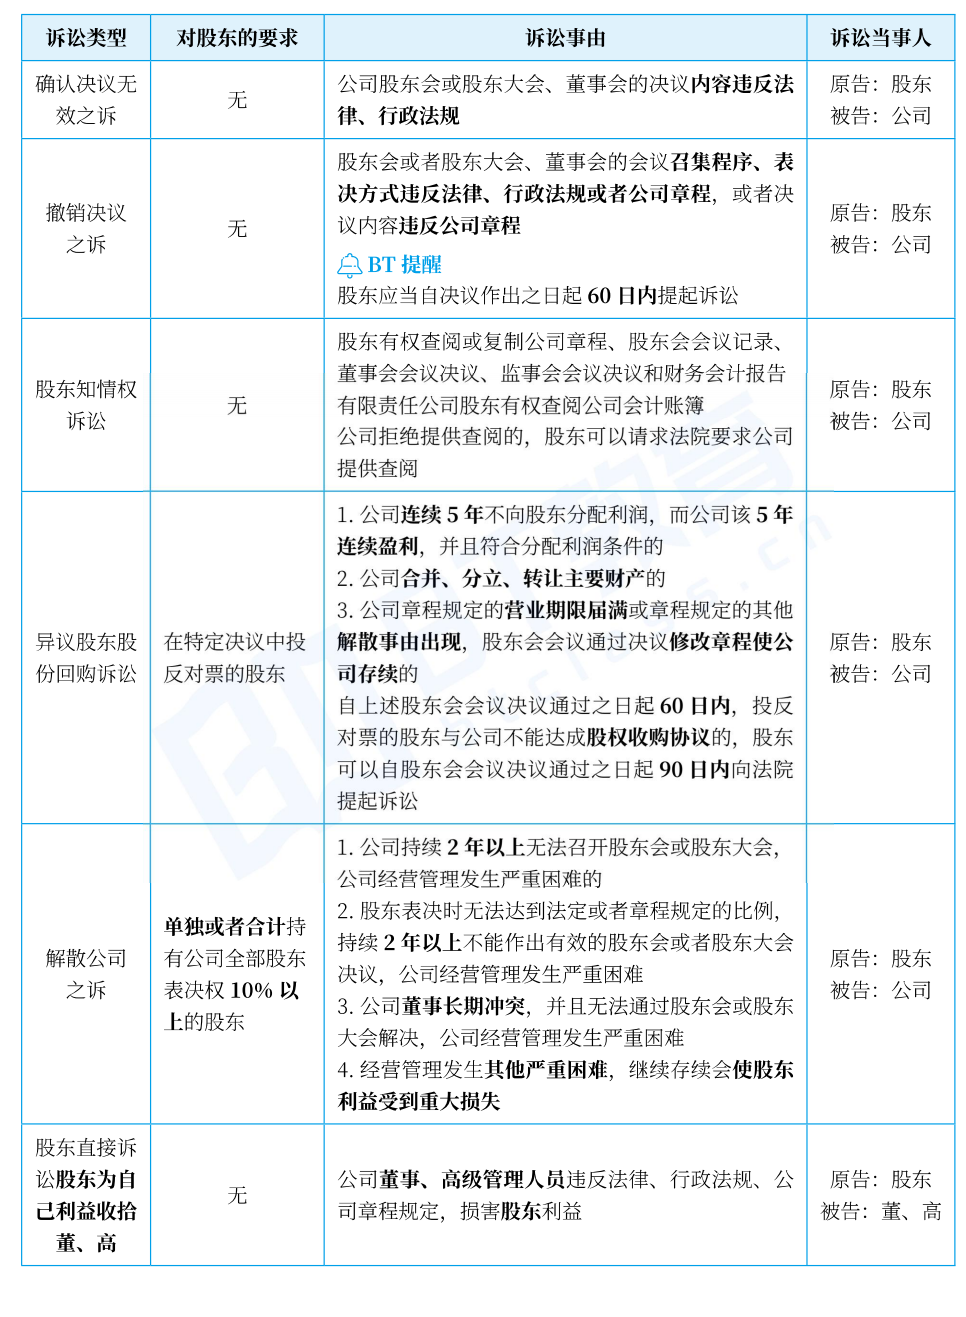 诉讼类型 对股东的要求 诉讼事由 诉讼当事人
确认决议无
效之诉
无
公司股东会或股东大会、董事会的决议内容违反法
律、行政法规
原告：股东
被告：公司
撤销决议
之诉
无
股东会或者股东大会、董事会的会议召集程序、表
决方式违反法律、行政法规或者公司章程，或者决
议内容违反公司章程
BT 提醒
股东应当自决议作出之日起 60 日内提起诉讼
原告：股东
被告：公司
股东知情权
诉讼
无
股东有权查阅或复制公司章程、股东会会议记录、
董事会会议决议、监事会会议决议和财务会计报告
有限责任公司股东有权查阅公司会计账簿
公司拒绝提供查阅的，股东可以请求法院要求公司
提供查阅
原告：股东
被告：公司
异议股东股
份回购诉讼
在特定决议中投
反对票的股东
1. 公司连续 5 年不向股东分配利润，而公司该 5 年
连续盈利，并且符合分配利润条件的
2. 公司合并、分立、转让主要财产的
3. 公司章程规定的营业期限届满或章程规定的其他
解散事由出现，股东会会议通过决议修改章程使公
司存续的
自上述股东会会议决议通过之日起 60 日内，投反
对票的股东与公司不能达成股权收购协议的，股东
可以自股东会会议决议通过之日起 90 日内向法院
提起诉讼
原告：股东
被告：公司
解散公司
之诉
单独或者合计持
有公司全部股东
表决权 10% 以
上的股东
1. 公司持续 2 年以上无法召开股东会或股东大会，
公司经营管理发生严重困难的
2. 股东表决时无法达到法定或者章程规定的比例，
持续 2 年以上不能作出有效的股东会或者股东大会
决议，公司经营管理发生严重困难
3. 公司董事长期冲突，并且无法通过股东会或股东
大会解决，公司经营管理发生严重困难
4. 经营管理发生其他严重困难，继续存续会使股东
利益受到重大损失
原告：股东
被告：公司
股东直接诉
讼股东为自
己利益收拾
董、高
无
公司董事、高级管理人员违反法律、行政法规、公
司章程规定，损害股东利益
原告：股东
被告：董、高